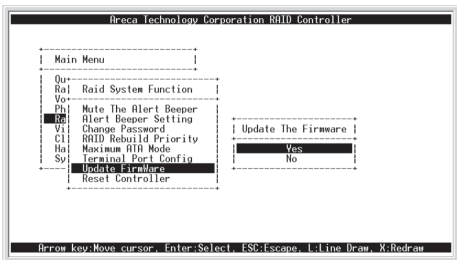 Areca Technology Corporation RAID Controller
Main Menu
Qu
Ra
Vo
Ph
Ra
Vi
Cl
Ha
Sy
Raid System Function
Mute The Alert Beeper
Alert Beeper Setting
Change Password
RAID Rebuild Priority
Maximum ATA Mode
Terminal Port Config
Update FirmWare
Reset Controller
Update The Firmware
Yes
No
Arrow key:Move cursor, Enter:Select, ESC:Escape, L:Line Draw, X:Redraw